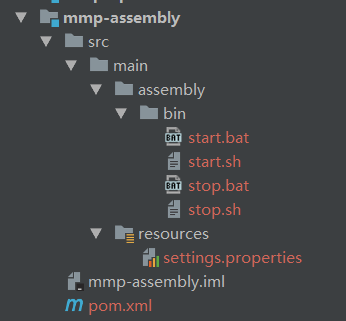 mmp-assembly
src
main
assembly
bin
start.bat
start.sh
stop.bat
stop.sh
resources
settings.properties
mmp-assembly.iml
pom.xml